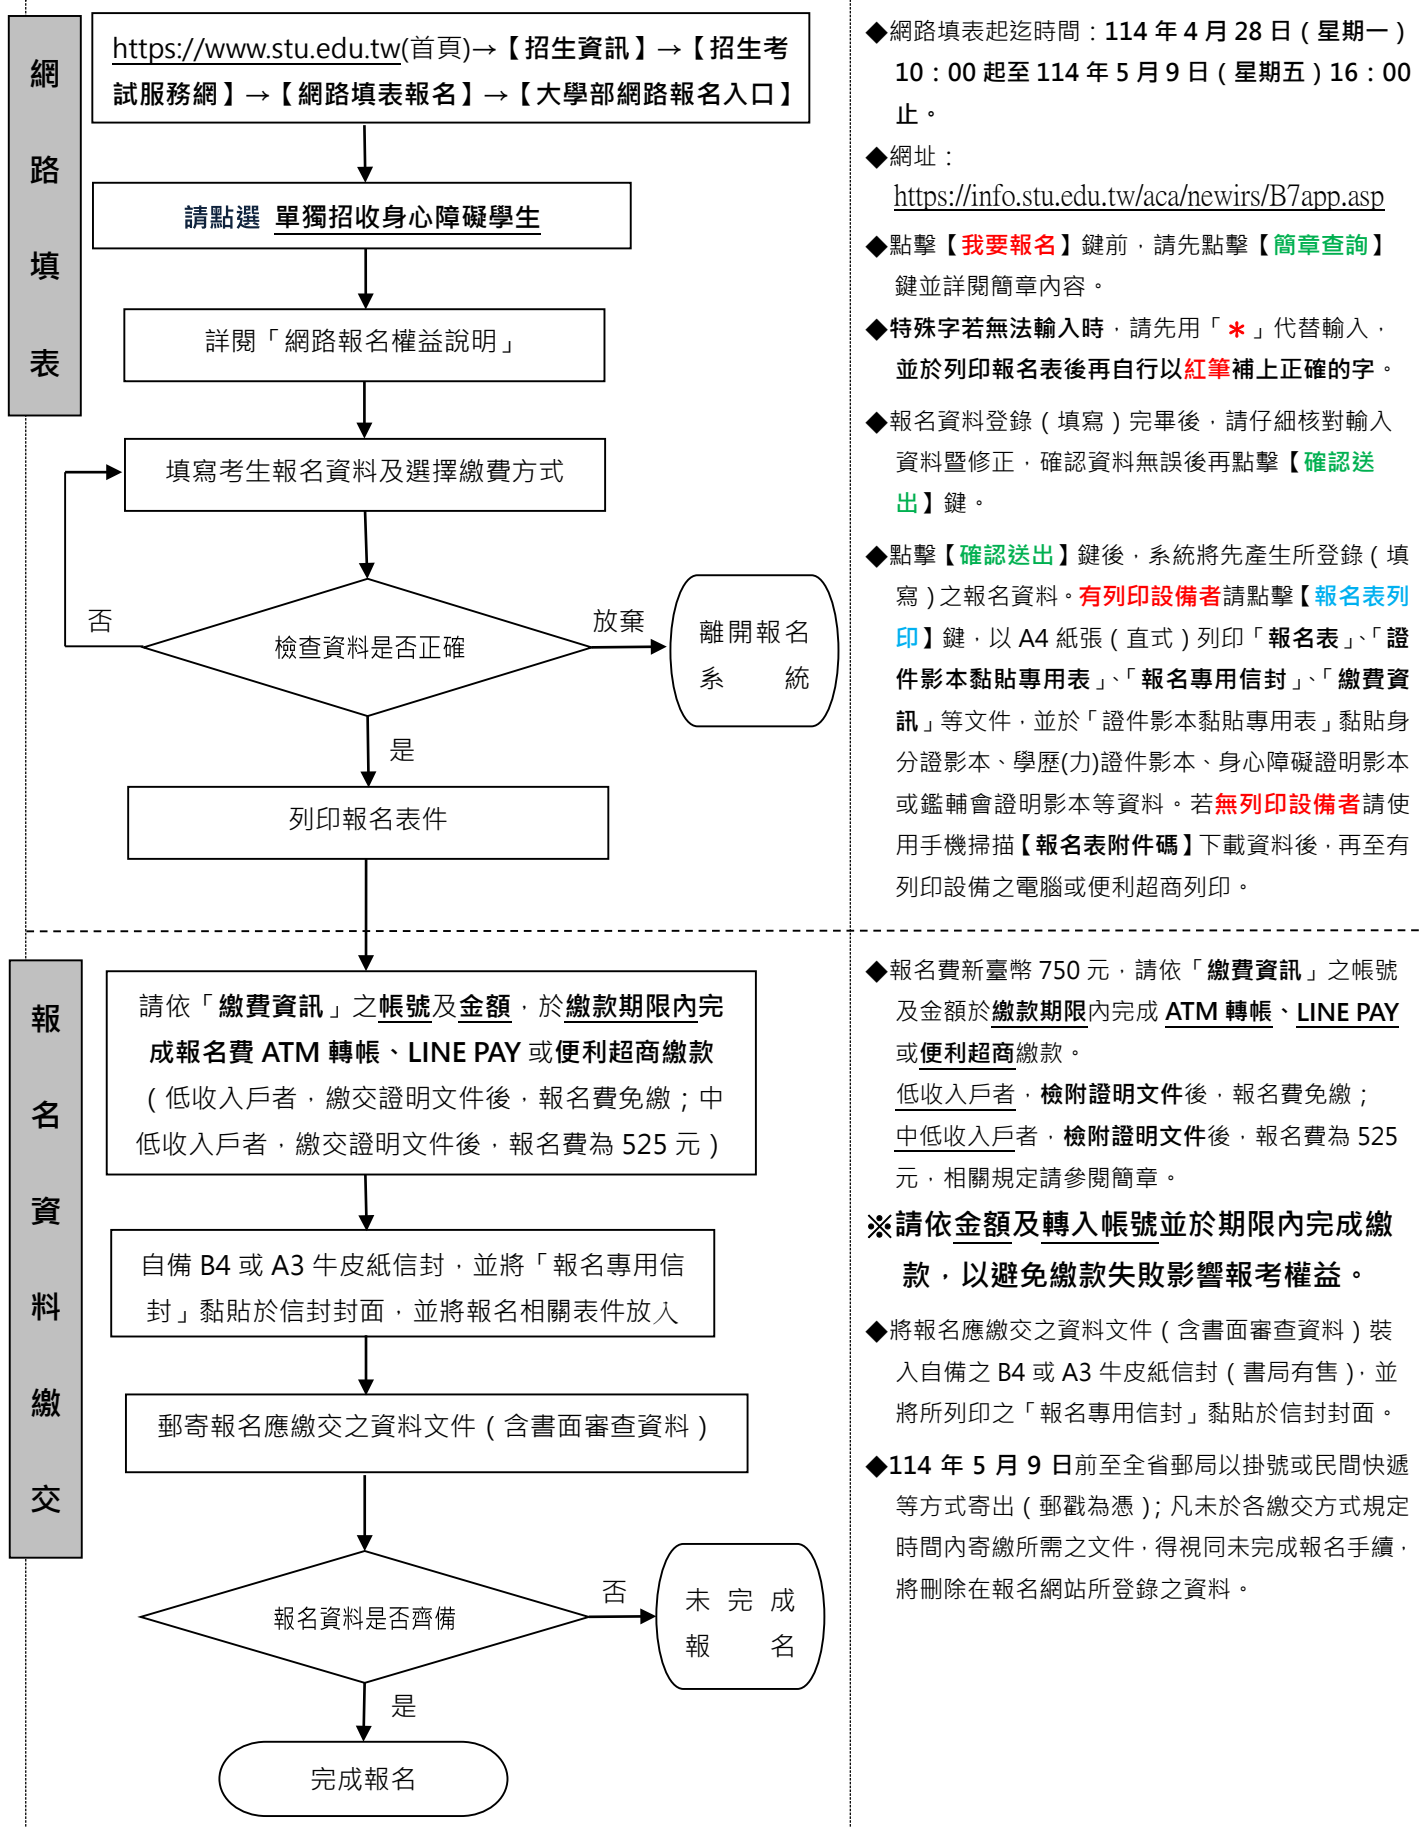 網
路
填
表
https://www.stu.edu.tw(首頁)→【招生資訊】→【招生考
試服務網】→【網路填表報名】→【大學部網路報名入口】
請點選 單獨招收身心障礙學生
詳閱「網路報名權益說明」
填寫考生報名資料及選擇繳費方式
否
檢查資料是否正確
放棄
離開報名
系 統
是
列印報名表件
◆網路填表起迄時間：114 年 4 月 28 日（星期一）
10：00 起至 114 年 5 月 9 日（星期五）16：00
止。
◆網址：
https://info.stu.edu.tw/aca/newirs/B7app.asp
◆點擊【我要報名】鍵前，請先點擊【簡章查詢】
鍵並詳閱簡章內容。
◆特殊字若無法輸入時，請先用「＊」代替輸入，
並於列印報名表後再自行以紅筆補上正確的字。
◆報名資料登錄（填寫）完畢後，請仔細核對輸入
資料暨修正，確認資料無誤後再點擊【確認送
出】鍵。
◆點擊【確認送出】鍵後，系統將先產生所登錄（填
寫）之報名資料。有列印設備者請點擊【報名表列
印】鍵，以 A4 紙張（直式）列印「報名表」、「證
件影本黏貼專用表」、「報名專用信封」、「繳費資
訊」等文件，並於「證件影本黏貼專用表」黏貼身
分證影本、學歷(力)證件影本、身心障礙證明影本
或鑑輔會證明影本等資料。若無列印設備者請使
用手機掃描【報名表附件碼】下載資料後，再至有
列印設備之電腦或便利超商列印。
報
名
資
料
繳
交
請依「繳費資訊」之帳號及金額，於繳款期限內完
成報名費 ATM 轉帳、LINE PAY 或便利超商繳款
（低收入戶者，繳交證明文件後，報名費免繳；中
低收入戶者，繳交證明文件後，報名費為 525 元）
自備 B4 或 A3 牛皮紙信封，並將「報名專用信
封」黏貼於信封封面，並將報名相關表件放入
郵寄報名應繳交之資料文件（含書面審查資料）
報名資料是否齊備
否
未 完 成
報 名
是
完成報名
◆報名費新臺幣 750 元，請依「繳費資訊」之帳號
及金額於繳款期限內完成 ATM 轉帳、LINE PAY
或便利超商繳款。
低收入戶者，檢附證明文件後，報名費免繳；
中低收入戶者，檢附證明文件後，報名費為 525
元，相關規定請參閱簡章。
※請依金額及轉入帳號並於期限內完成繳
款，以避免繳款失敗影響報考權益。
◆將報名應繳交之資料文件（含書面審查資料）裝
入自備之 B4 或 A3 牛皮紙信封（書局有售），並
將所列印之「報名專用信封」黏貼於信封封面。
◆114 年 5 月 9 日前至全省郵局以掛號或民間快遞
等方式寄出（郵戳為憑）；凡未於各繳交方式規定
時間內寄繳所需之文件，得視同未完成報名手續，
將刪除在報名網站所登錄之資料。